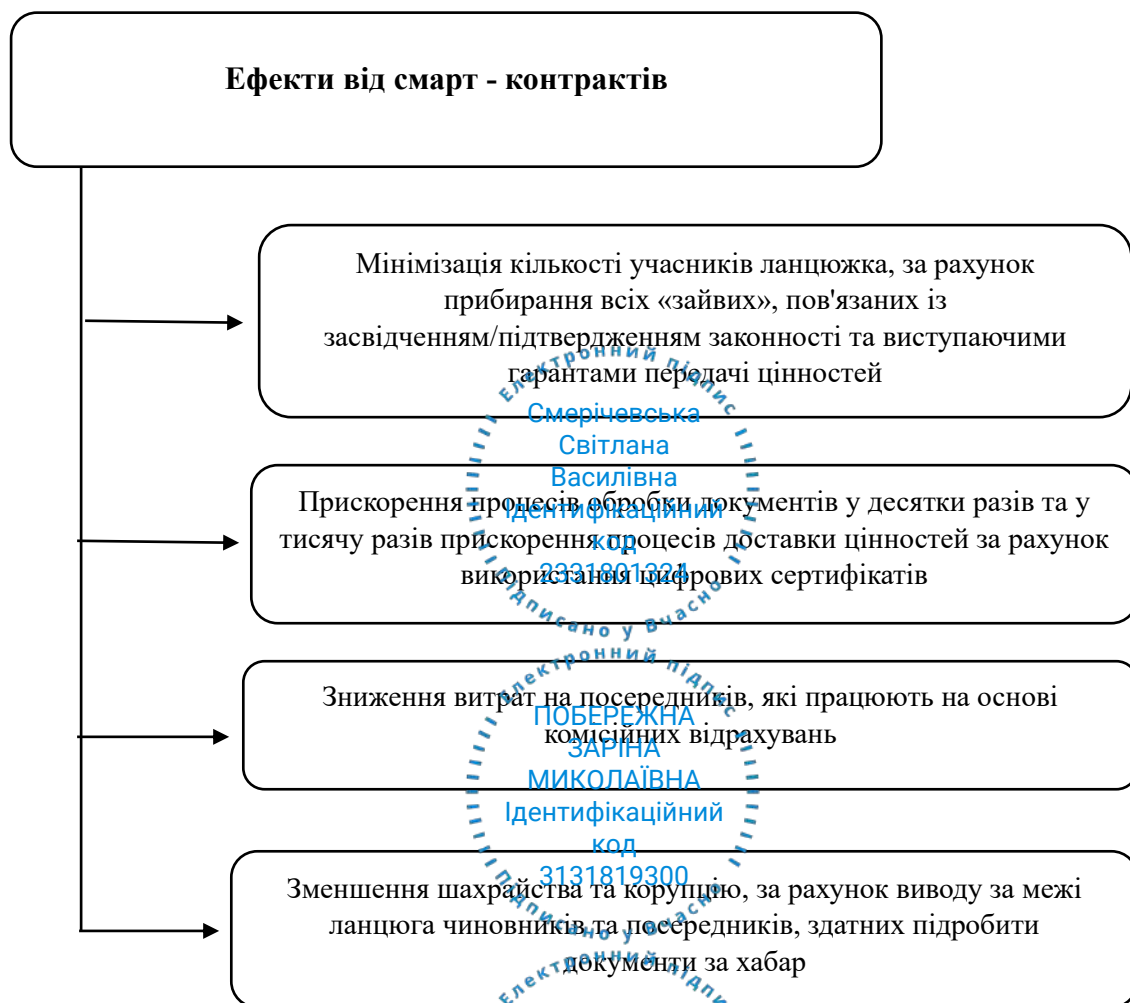 Ефекти від смарт - контрактів
Мінімізація кількості учасників ланцюжка, за рахунок
прибирання всіх «зайвих», пов'язаних із
засвідченням/підтвердженням законності та виступаючими
гарантами передачі цінностей
Електронний підпис
Смерічевська
Світлана
Василівна
Ідентифікаційний
код
2331801324
Підписано у Вчасно
Прискорення процесів обробки документів у десятки разів та у
тисячу разів прискорення процесів доставки цінностей за рахунок
використання цифрових сертифікатів
Електронний підпис
ПОБЕРЕЖНА
ЗАРІНА
МИКОЛАЇВНА
Ідентифікаційний
код
3131819300
Підписано у Вчасно
Зниження витрат на посередників, які працюють на основі
комісійних відрахувань
Зменшення шахрайства та корупцію, за рахунок виводу за межі
ланцюга чиновників та посередників, здатних підробити
документи за хабар
Електронний підпи